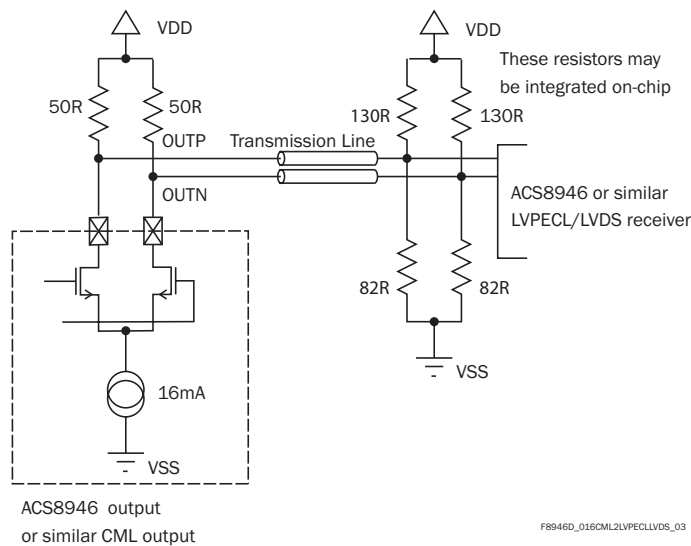 VDD
VDD
These resistors may
be integrated on-chip
50R
50R
130R
130R
OUTP
Transmission Line
OUTN
ACS8946 or similar
LVPECL/LVDS receiver
82R
82R
16mA
VSS
VSS
ACS8946 output
or similar CML output
F8946D_016CML2LVPECLLVDS_03